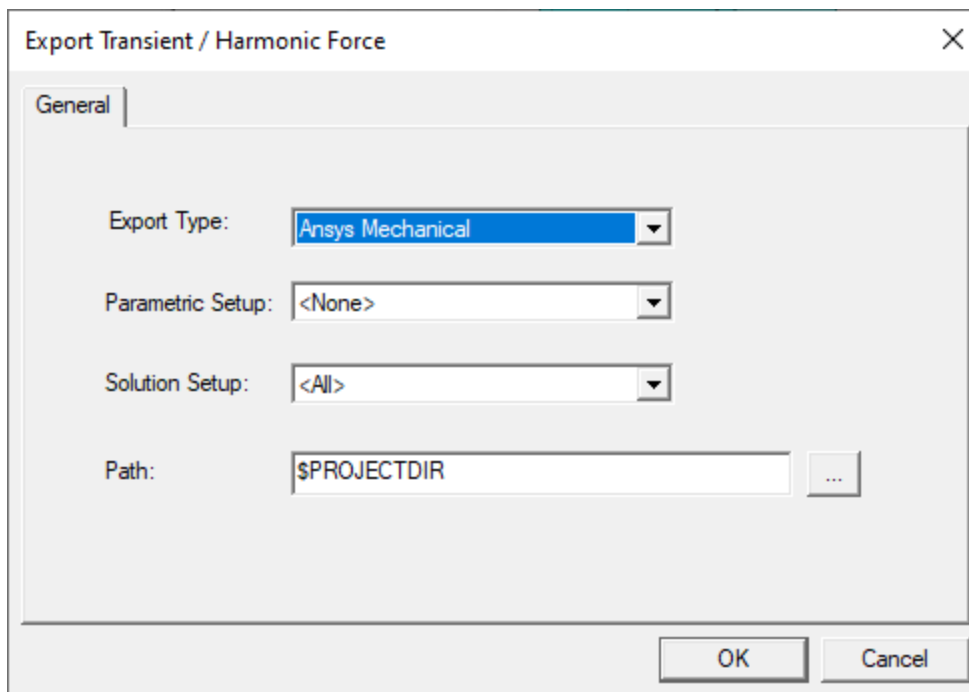 Export Transient / Harmonic Force
General
Export Type: Ansys Mechanical
Parametric Setup: <None>
Solution Setup: <All>
Path: $PROJECTDIR ...
OK Cancel